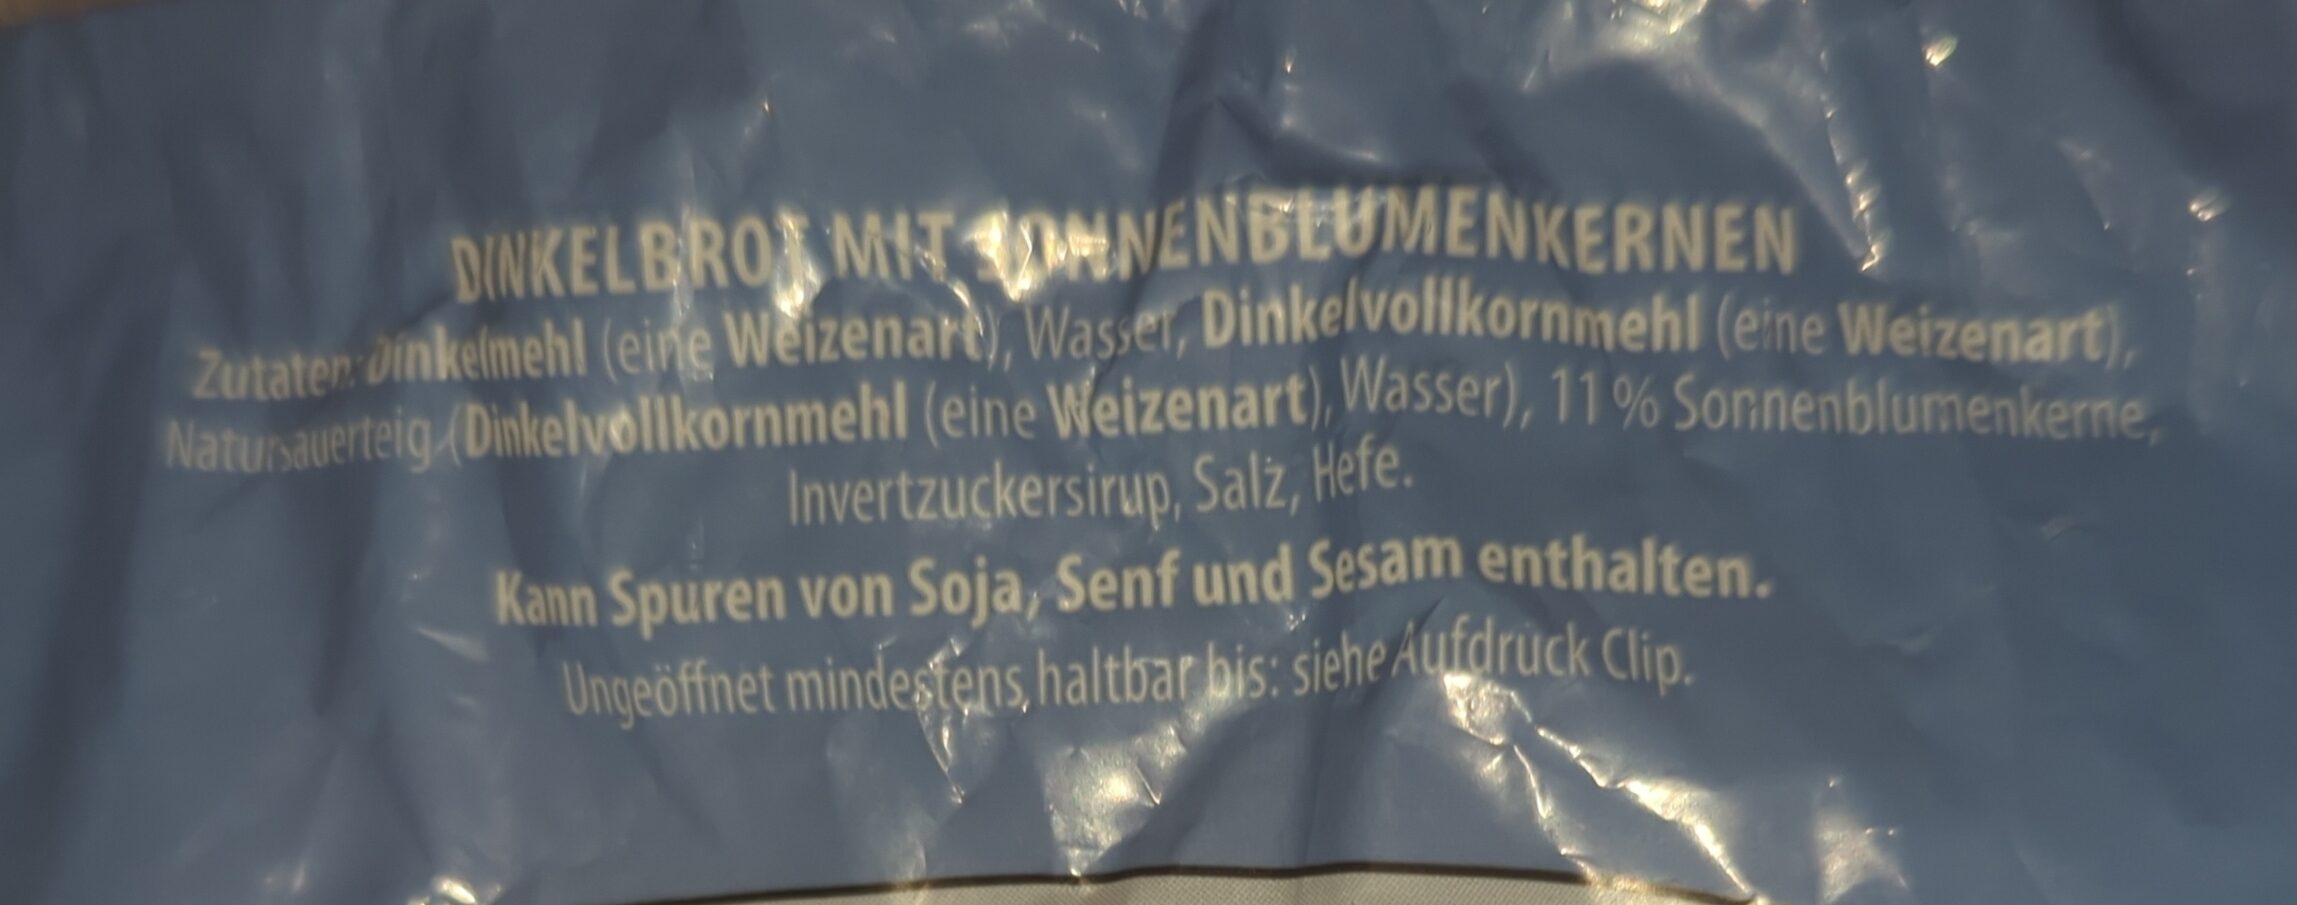 DINKELBROT MIT SONNENBLUMENKERNEN
Zutaten: Dinkelmehl (eine Weizenart), Wasser, Dinkelvollkornmehl (eine Weizenart),
Natursauerteig (Dinkelvollkornmehl (eine Weizenart), Wasser), 11 % Sonnenblumenkerne,
Invertzuckersirup, Salz, Hefe.
Kann Spuren von Soja, Senf und Sesam enthalten.
Ungeöffnet mindestens haltbar bis: siehe Aufdruck Clip.